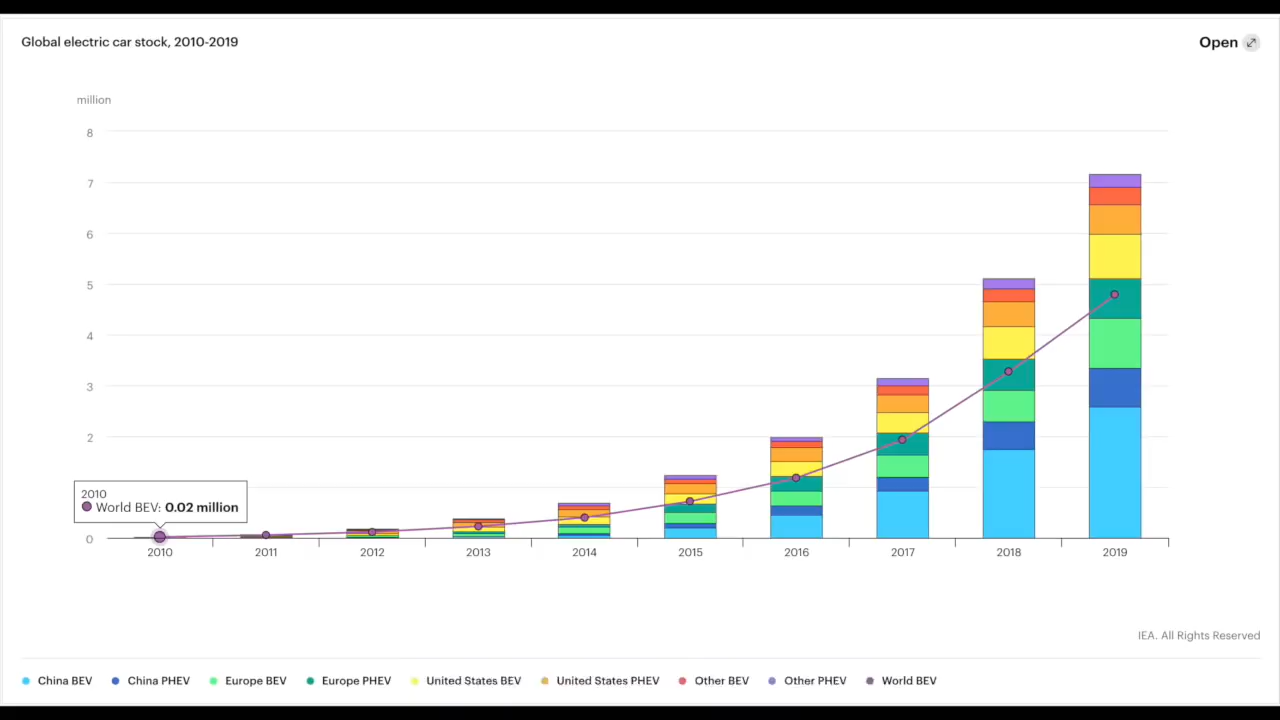 Global electric car stock, 2010-2019
Open
million
8
7
6
5
4
3
2
0
2010
World BEV: 0.02 million
2010 2011 2012 2013 2014 2015 2016 2017 2018 2019
IEA. All Rights Reserved
China BEV China PHEV Europe BEV Europe PHEV United States BEV United States PHEV Other BEV Other PHEV World BEV